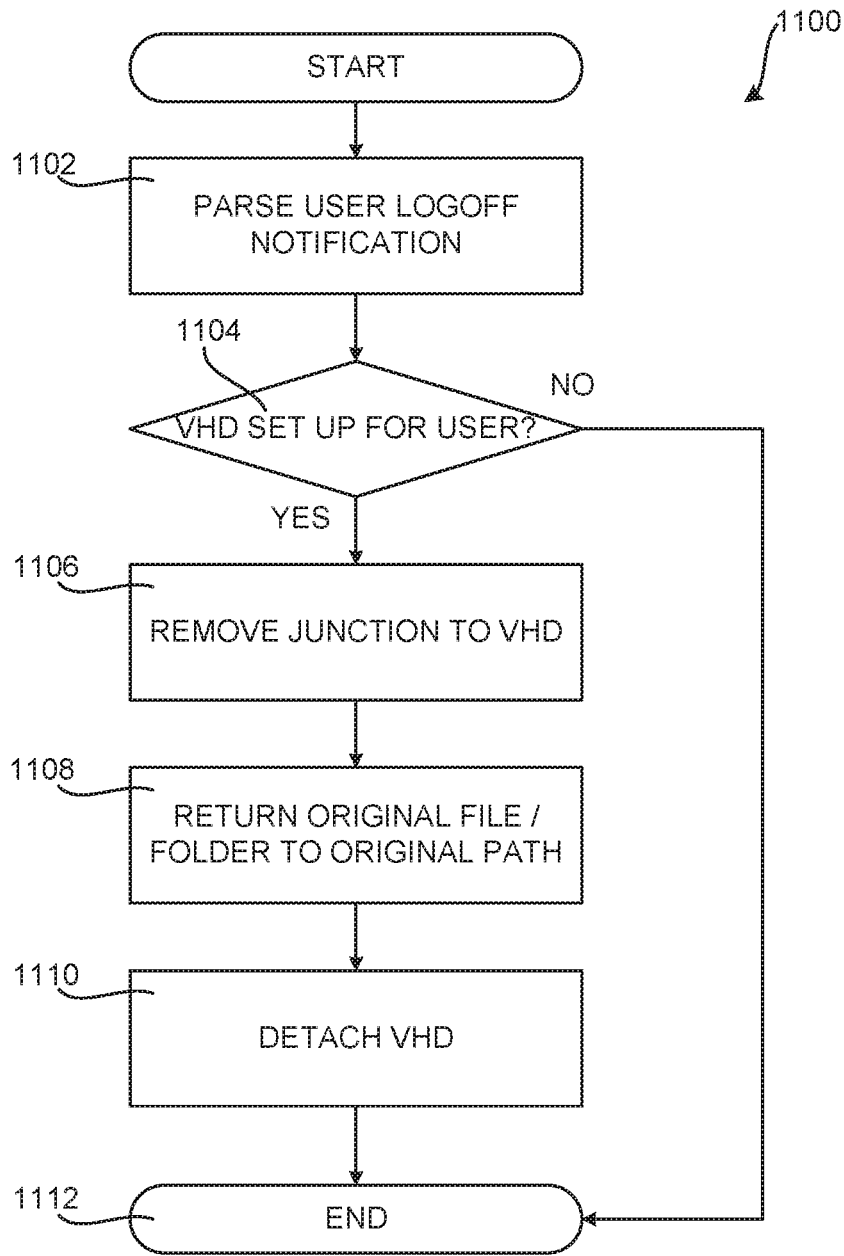 1100
START
1102
PARSE USER LOGOFF
NOTIFICATION
1104
VHD SET UP FOR USER?
NO
YES
1106
REMOVE JUNCTION TO VHD
1108
RETURN ORIGINAL FILE /
FOLDER TO ORIGINAL PATH
1110
DETACH VHD
1112
END